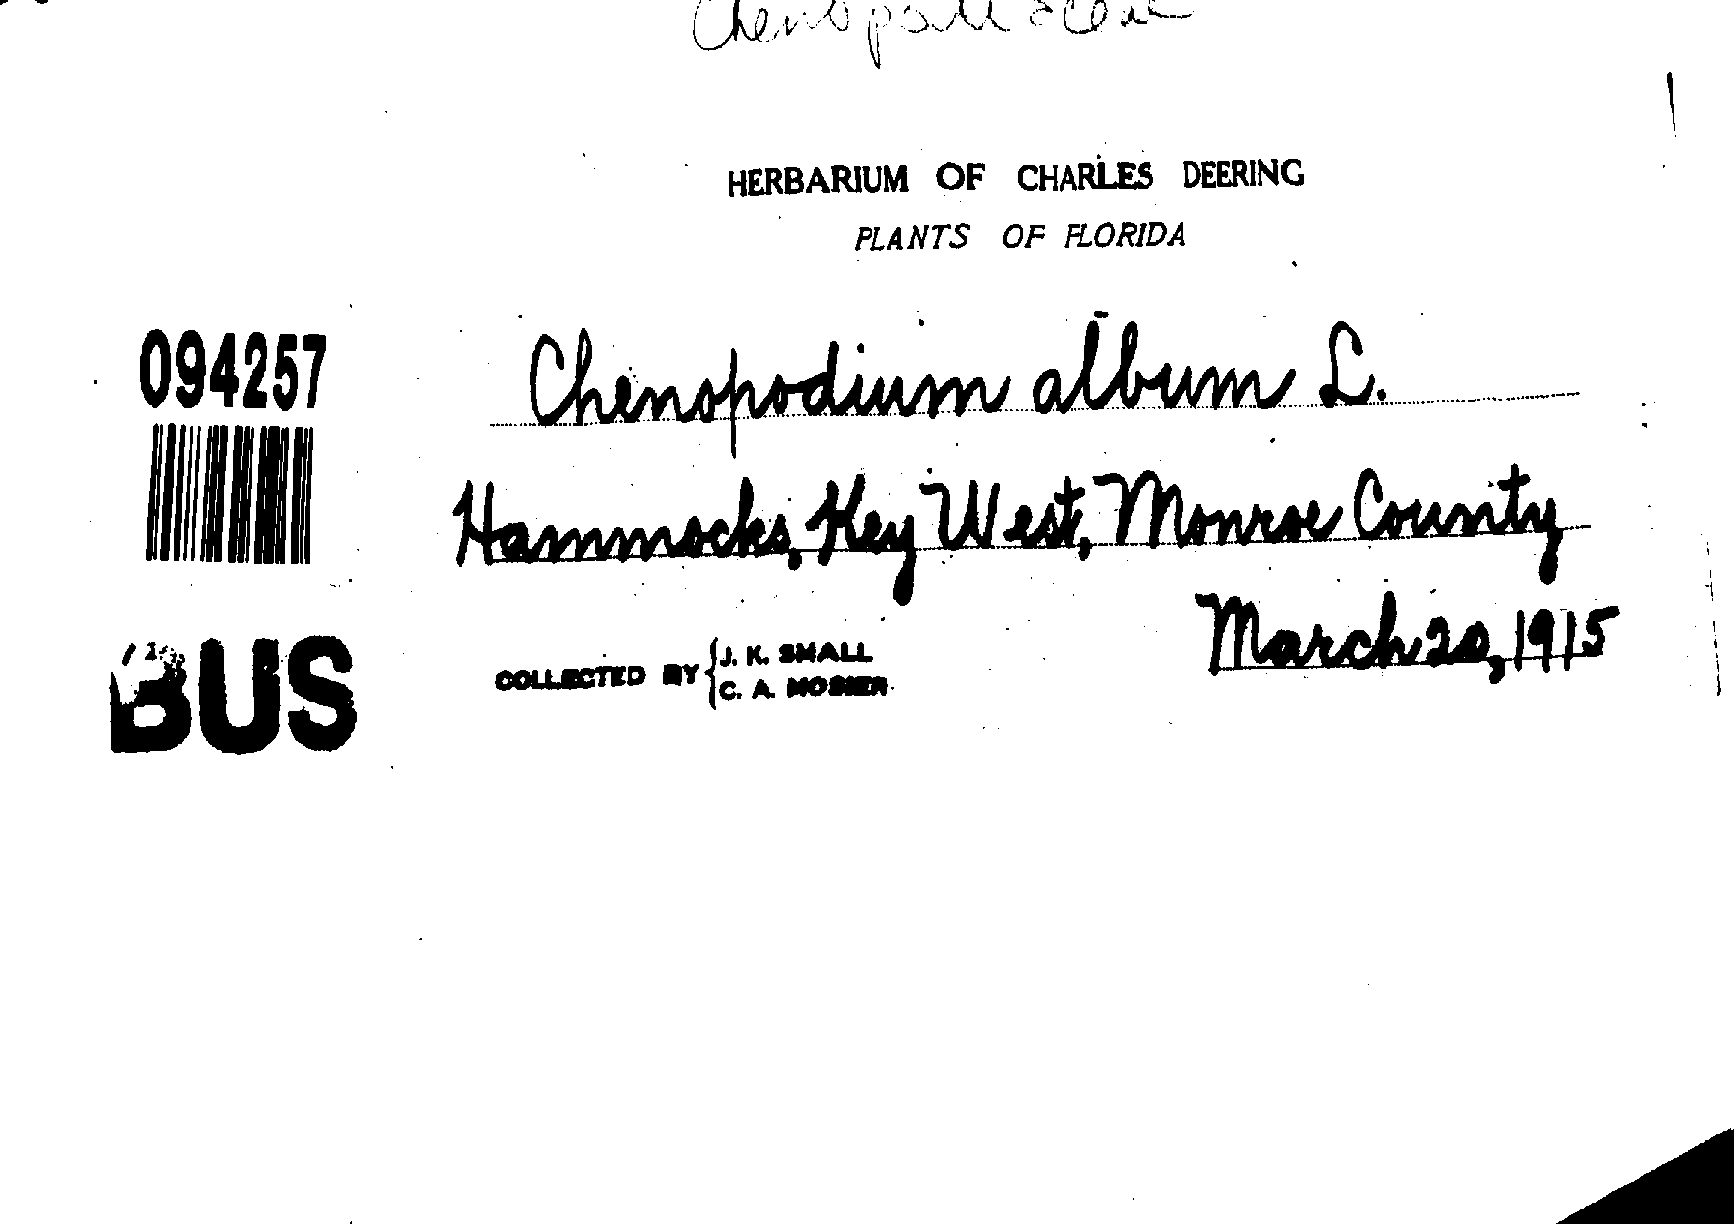 HERBARIUM OF CHARLES DEERING
PLANTS OF FLORIDA
094257
Chenopodium album L.
Hammocks, Key West, Monroe County
March 20, 1915
BUS
COLLECTED BY { J. K. SMALL
C. A. MOSIER